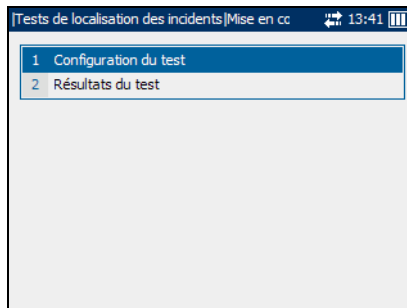 |Tests de localisation des incidents|Mise en cc 13:41
1 Configuration du test
2 Résultats du test